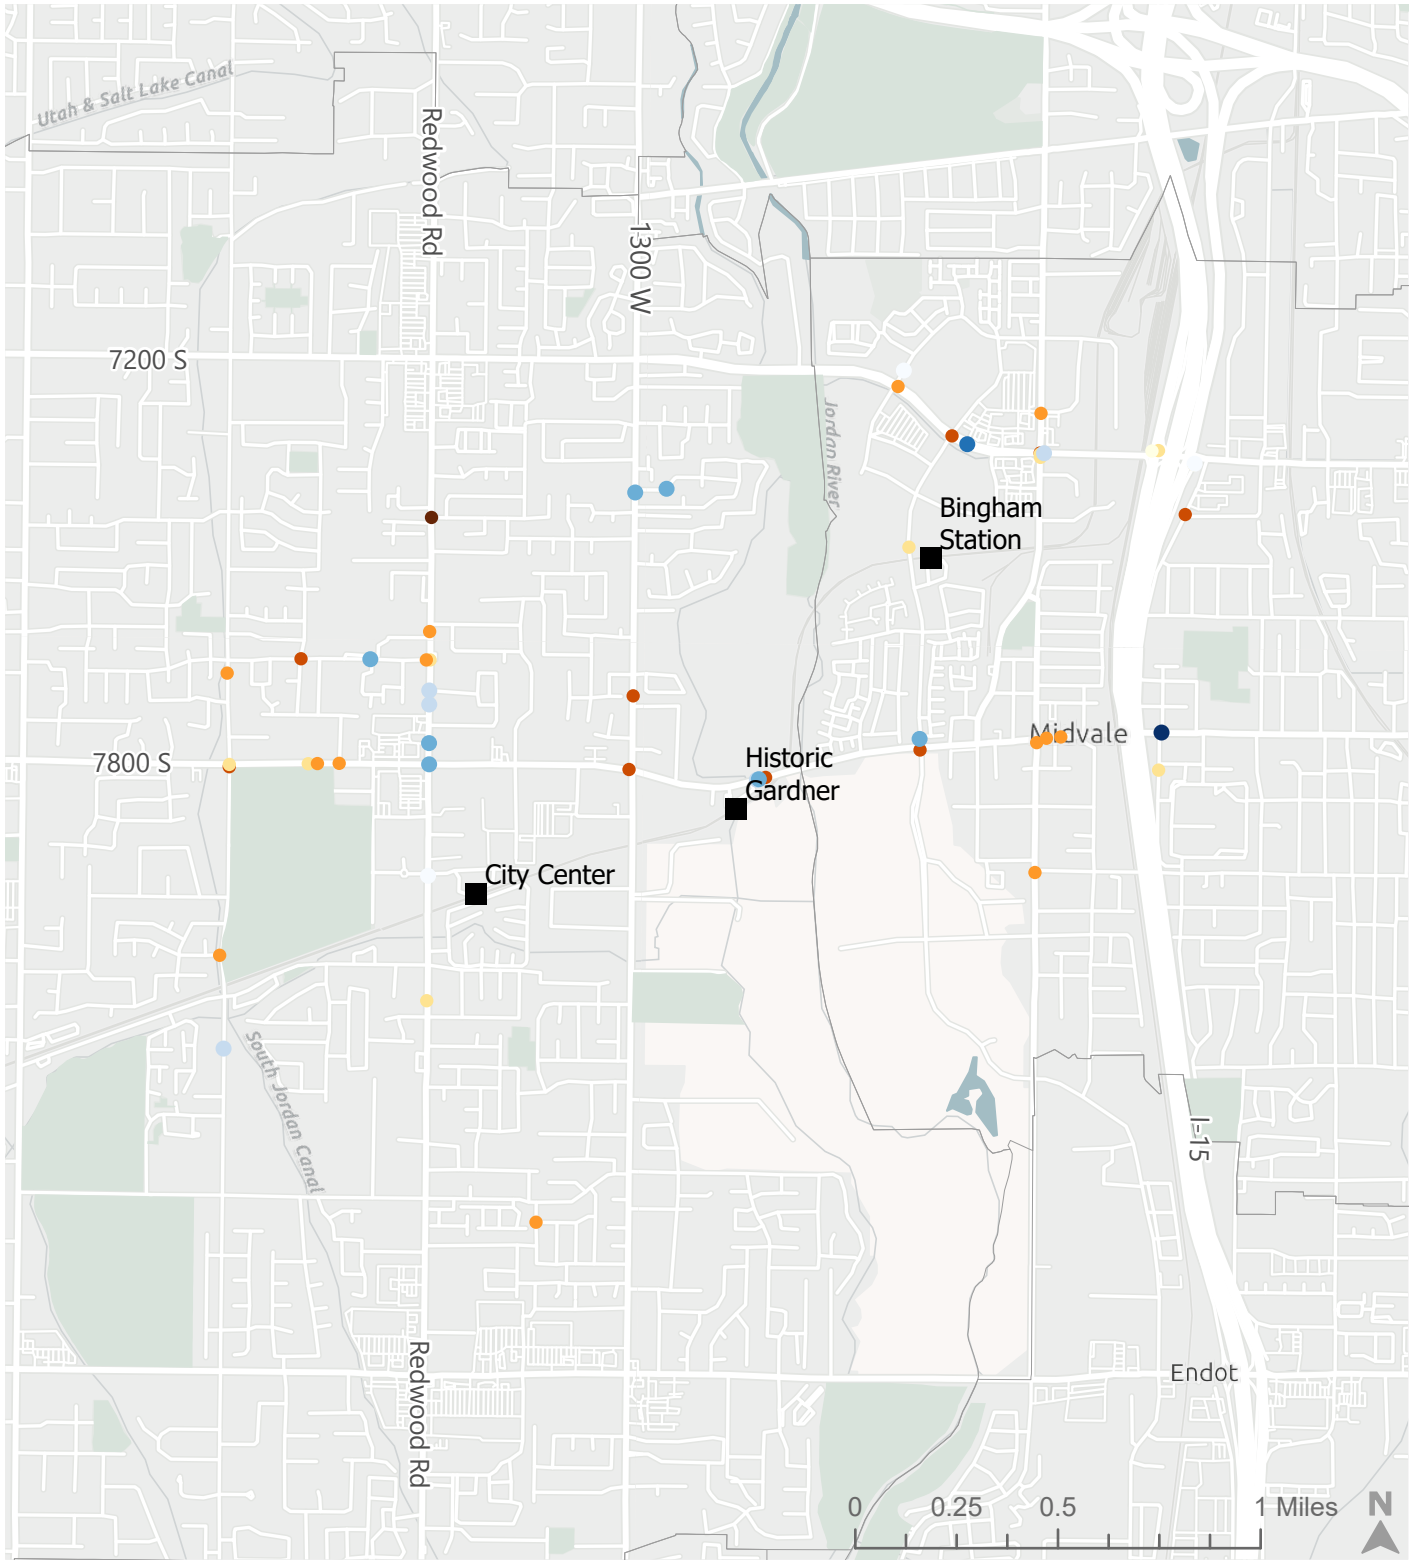 Utah & Salt Lake Canal
Redwood Rd
1300 W
7200 S
Jordan River
Bingham
Station
Midvale
7800 S
Historic
Gardner
City Center
South Jordan Canal
I-15
Redwood Rd
Endot
0 0.25 0.5 1 Miles
N